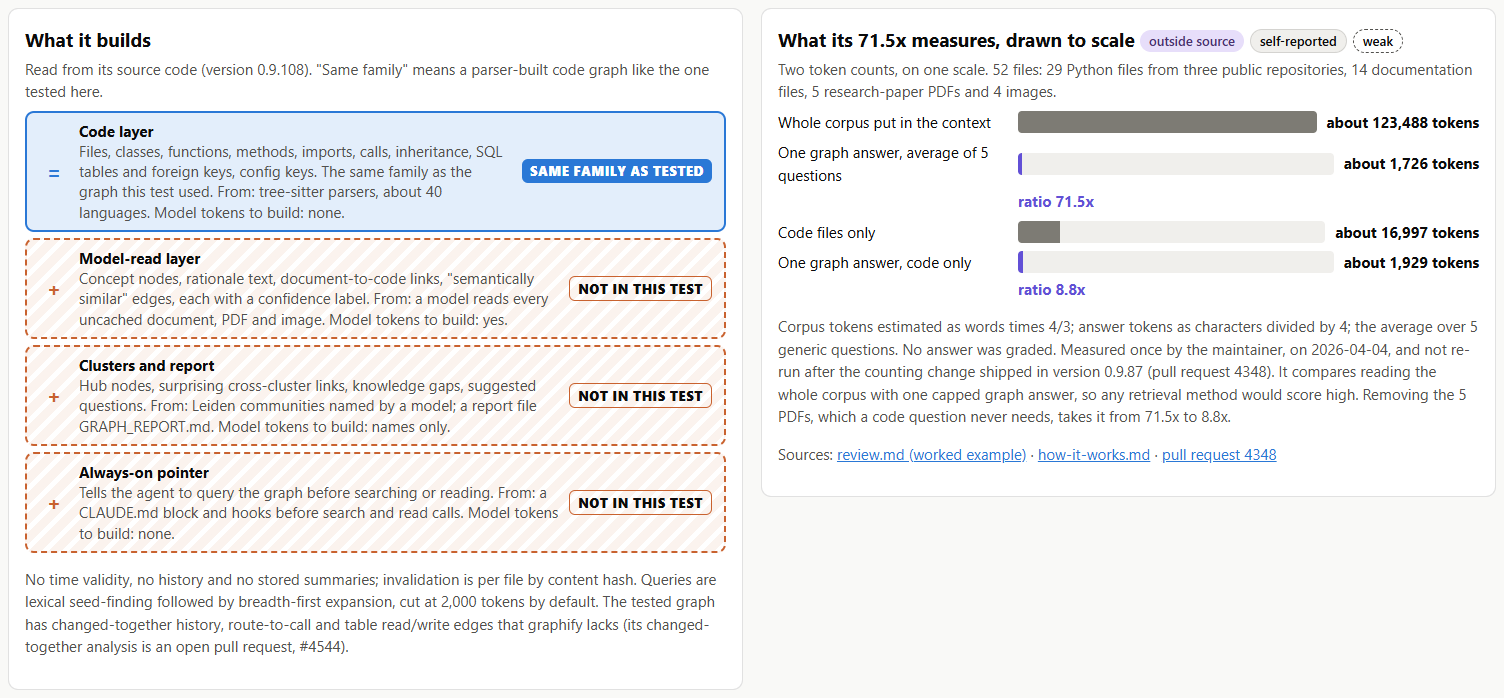 What it builds
Read from its source code (version 0.9.108). "Same family" means a parser-built code graph like the one
tested here.
=
Code layer
Files, classes, functions, methods, imports, calls, inheritance, SQL
tables and foreign keys, config keys. The same family as the
graph this test used. From: tree-sitter parsers, about 40
languages. Model tokens to build: none.
SAME FAMILY AS TESTED
+
Model-read layer
Concept nodes, rationale text, document-to-code links, "semantically
similar" edges, each with a confidence label. From: a model reads every
uncached document, PDF and image. Model tokens to build: yes.
NOT IN THIS TEST
+
Clusters and report
Hub nodes, surprising cross-cluster links, knowledge gaps, suggested
questions. From: Leiden communities named by a model; a report file
GRAPH_REPORT.md. Model tokens to build: names only.
NOT IN THIS TEST
+
Always-on pointer
Tells the agent to query the graph before searching or reading. From: a
CLAUDE.md block and hooks before search and read calls. Model tokens
to build: none.
NOT IN THIS TEST
No time validity, no history and no stored summaries; invalidation is per file by content hash. Queries are
lexical seed-finding followed by breadth-first expansion, cut at 2,000 tokens by default. The tested graph
has changed-together history, route-to-call and table read/write edges that graphify lacks (its changed-
together analysis is an open pull request, #4544).
What its 71.5x measures, drawn to scale outside source self-reported weak
Two token counts, on one scale. 52 files: 29 Python files from three public repositories, 14 documentation
files, 5 research-paper PDFs and 4 images.
Whole corpus put in the context about 123,488 tokens
One graph answer, average of 5
questions
about 1,726 tokens
ratio 71.5x
Code files only about 16,997 tokens
One graph answer, code only about 1,929 tokens
ratio 8.8x
Corpus tokens estimated as words times 4/3; answer tokens as characters divided by 4; the average over 5
generic questions. No answer was graded. Measured once by the maintainer, on 2026-04-04, and not re-
run after the counting change shipped in version 0.9.87 (pull request 4348). It compares reading the
whole corpus with one capped graph answer, so any retrieval method would score high. Removing the 5
PDFs, which a code question never needs, takes it from 71.5x to 8.8x.
Sources: review.md (worked example) · how-it-works.md · pull request 4348